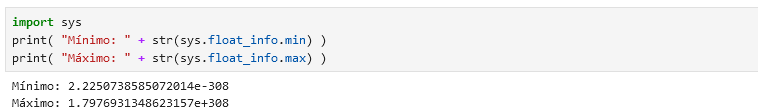 import sys
print( "Mínimo: " + str(sys.float_info.min) )
print( "Máximo: " + str(sys.float_info.max) )
Mínimo: 2.2250738585072014e-308
Máximo: 1.7976931348623157e+308